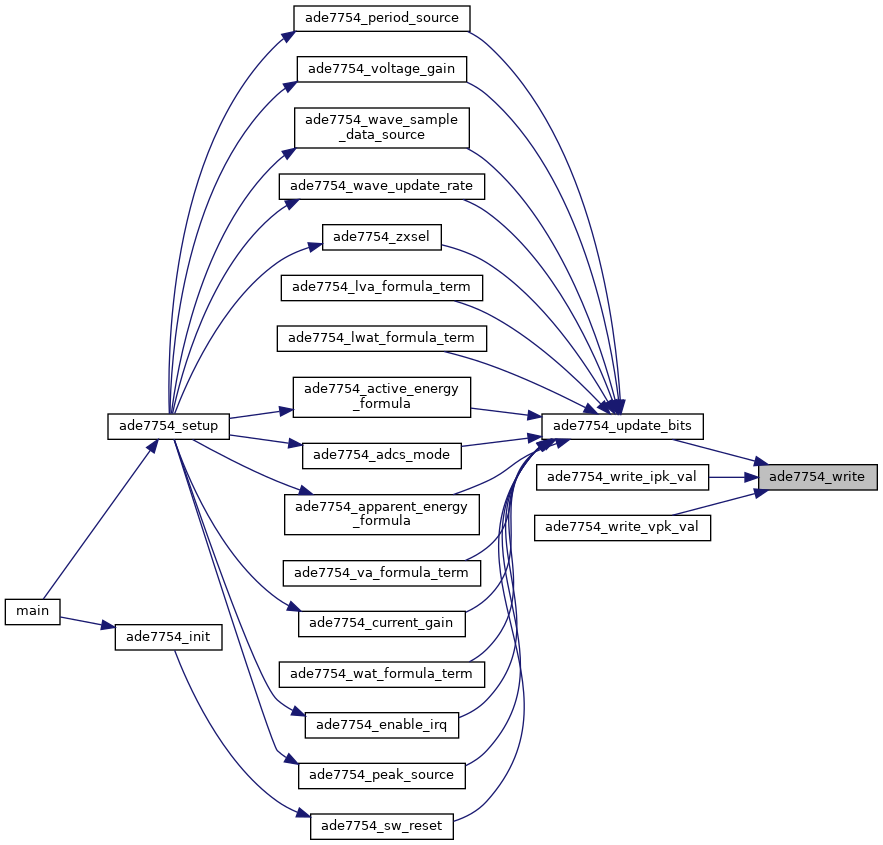 ade7754_period_source
ade7754_voltage_gain
ade7754_wave_sample
_data_source
ade7754_wave_update_rate
ade7754_zxsel
ade7754_lva_formula_term
ade7754_lwat_formula_term
ade7754_active_energy
_formula
ade7754_setup
ade7754_update_bits
ade7754_adcs_mode
ade7754_write_ipk_val
ade7754_write
ade7754_apparent_energy
_formula
ade7754_write_vpk_val
ade7754_va_formula_term
main
ade7754_current_gain
ade7754_init
ade7754_wat_formula_term
ade7754_enable_irq
ade7754_peak_source
ade7754_sw_reset